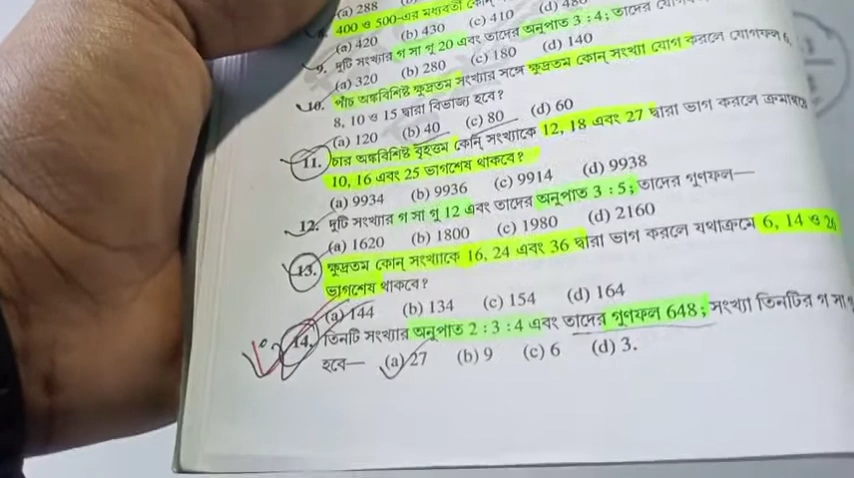 (a) 288
400 ও 500-এর মধ্যবর্তী
(a) 420 (b) 430 (c) 410 (d)
9. দুটি সংখ্যার গ সা গু 20 এবং তাদের অনুপাত 3 : 4 ; তাদের
(a) 320 (b) 280 (c) 180 (d) 140
10. পাঁচ অঙ্কবিশিষ্ট ক্ষুদ্রতম সংখ্যার সঙ্গে ক্ষুদ্রতম কোন্ সংখ্যা যোগ করলে যোগফল 6,
8, 10 ও 15 দ্বারা বিভাজ্য হবে?
(a) 120 (b) 40 (c) 80 (d) 60
11. চার অঙ্কবিশিষ্ট বৃহত্তম কোন্ সংখ্যাকে 12, 18 এবং 27 দ্বারা ভাগ করলে ক্রমান্বয়ে
10, 16 এবং 25 ভাগশেষ থাকবে?
(a) 9934 (b) 9936 (c) 9914 (d) 9938
12. দুটি সংখ্যার গ সা গু 12 এবং তাদের অনুপাত 3 : 5 ; তাদের গুণফল—
(a) 1620 (b) 1800 (c) 1980 (d) 2160
13. ক্ষুদ্রতম কোন্ সংখ্যাকে 16, 24 এবং 36 দ্বারা ভাগ করলে যথাক্রমে 6, 14 ও 26
ভাগশেষ থাকবে?
(a) 144 (b) 134 (c) 154 (d) 164
14. তিনটি সংখ্যার অনুপাত 2 : 3 : 4 এবং তাদের গুণফল 648 ; সংখ্যা তিনটির গ সা
হবে— (a) 27 (b) 9 (c) 6 (d) 3.